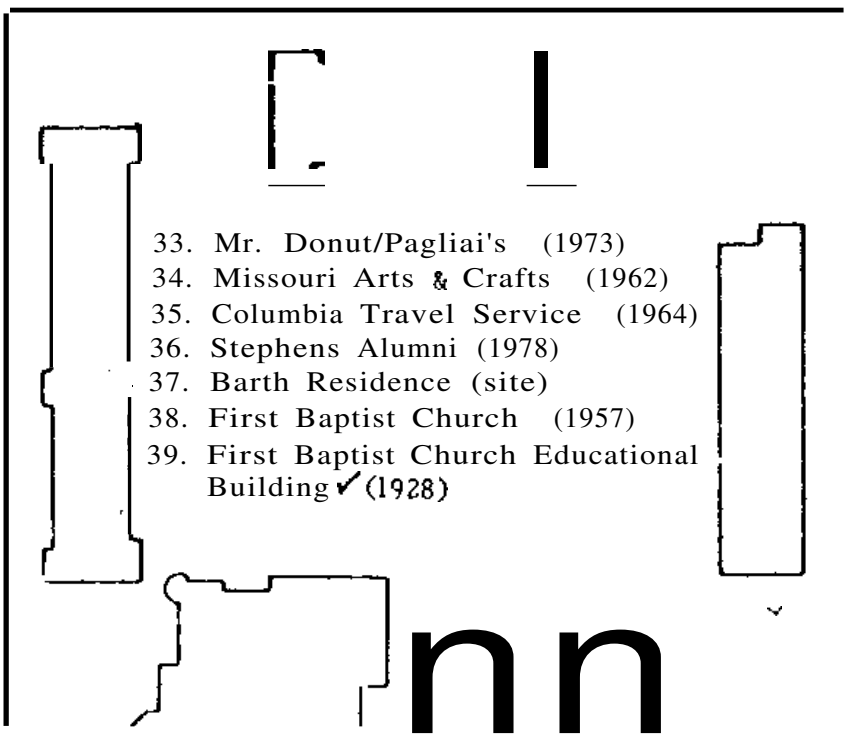 33. Mr. Donut/Pagliai's (1973)
34. Missouri Arts & Crafts (1962)
35. Columbia Travel Service (1964)
36. Stephens Alumni (1978)
37. Barth Residence (site)
38. First Baptist Church (1957)
39. First Baptist Church Educational
Building ✓ (1928)
nn